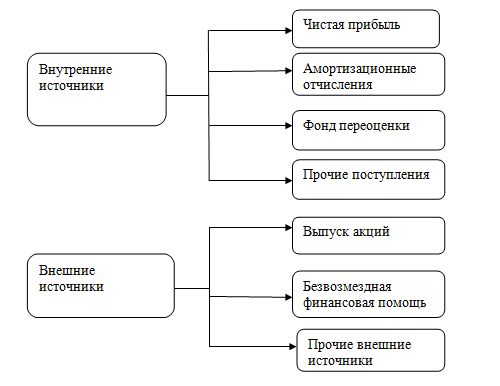 Внутренние
источники
Чистая прибыль
Амортизационные
отчисления
Фонд переоценки
Прочие поступления
Внешние
источники
Выпуск акций
Безвозмездная
финансовая помощь
Прочие внешние
источники